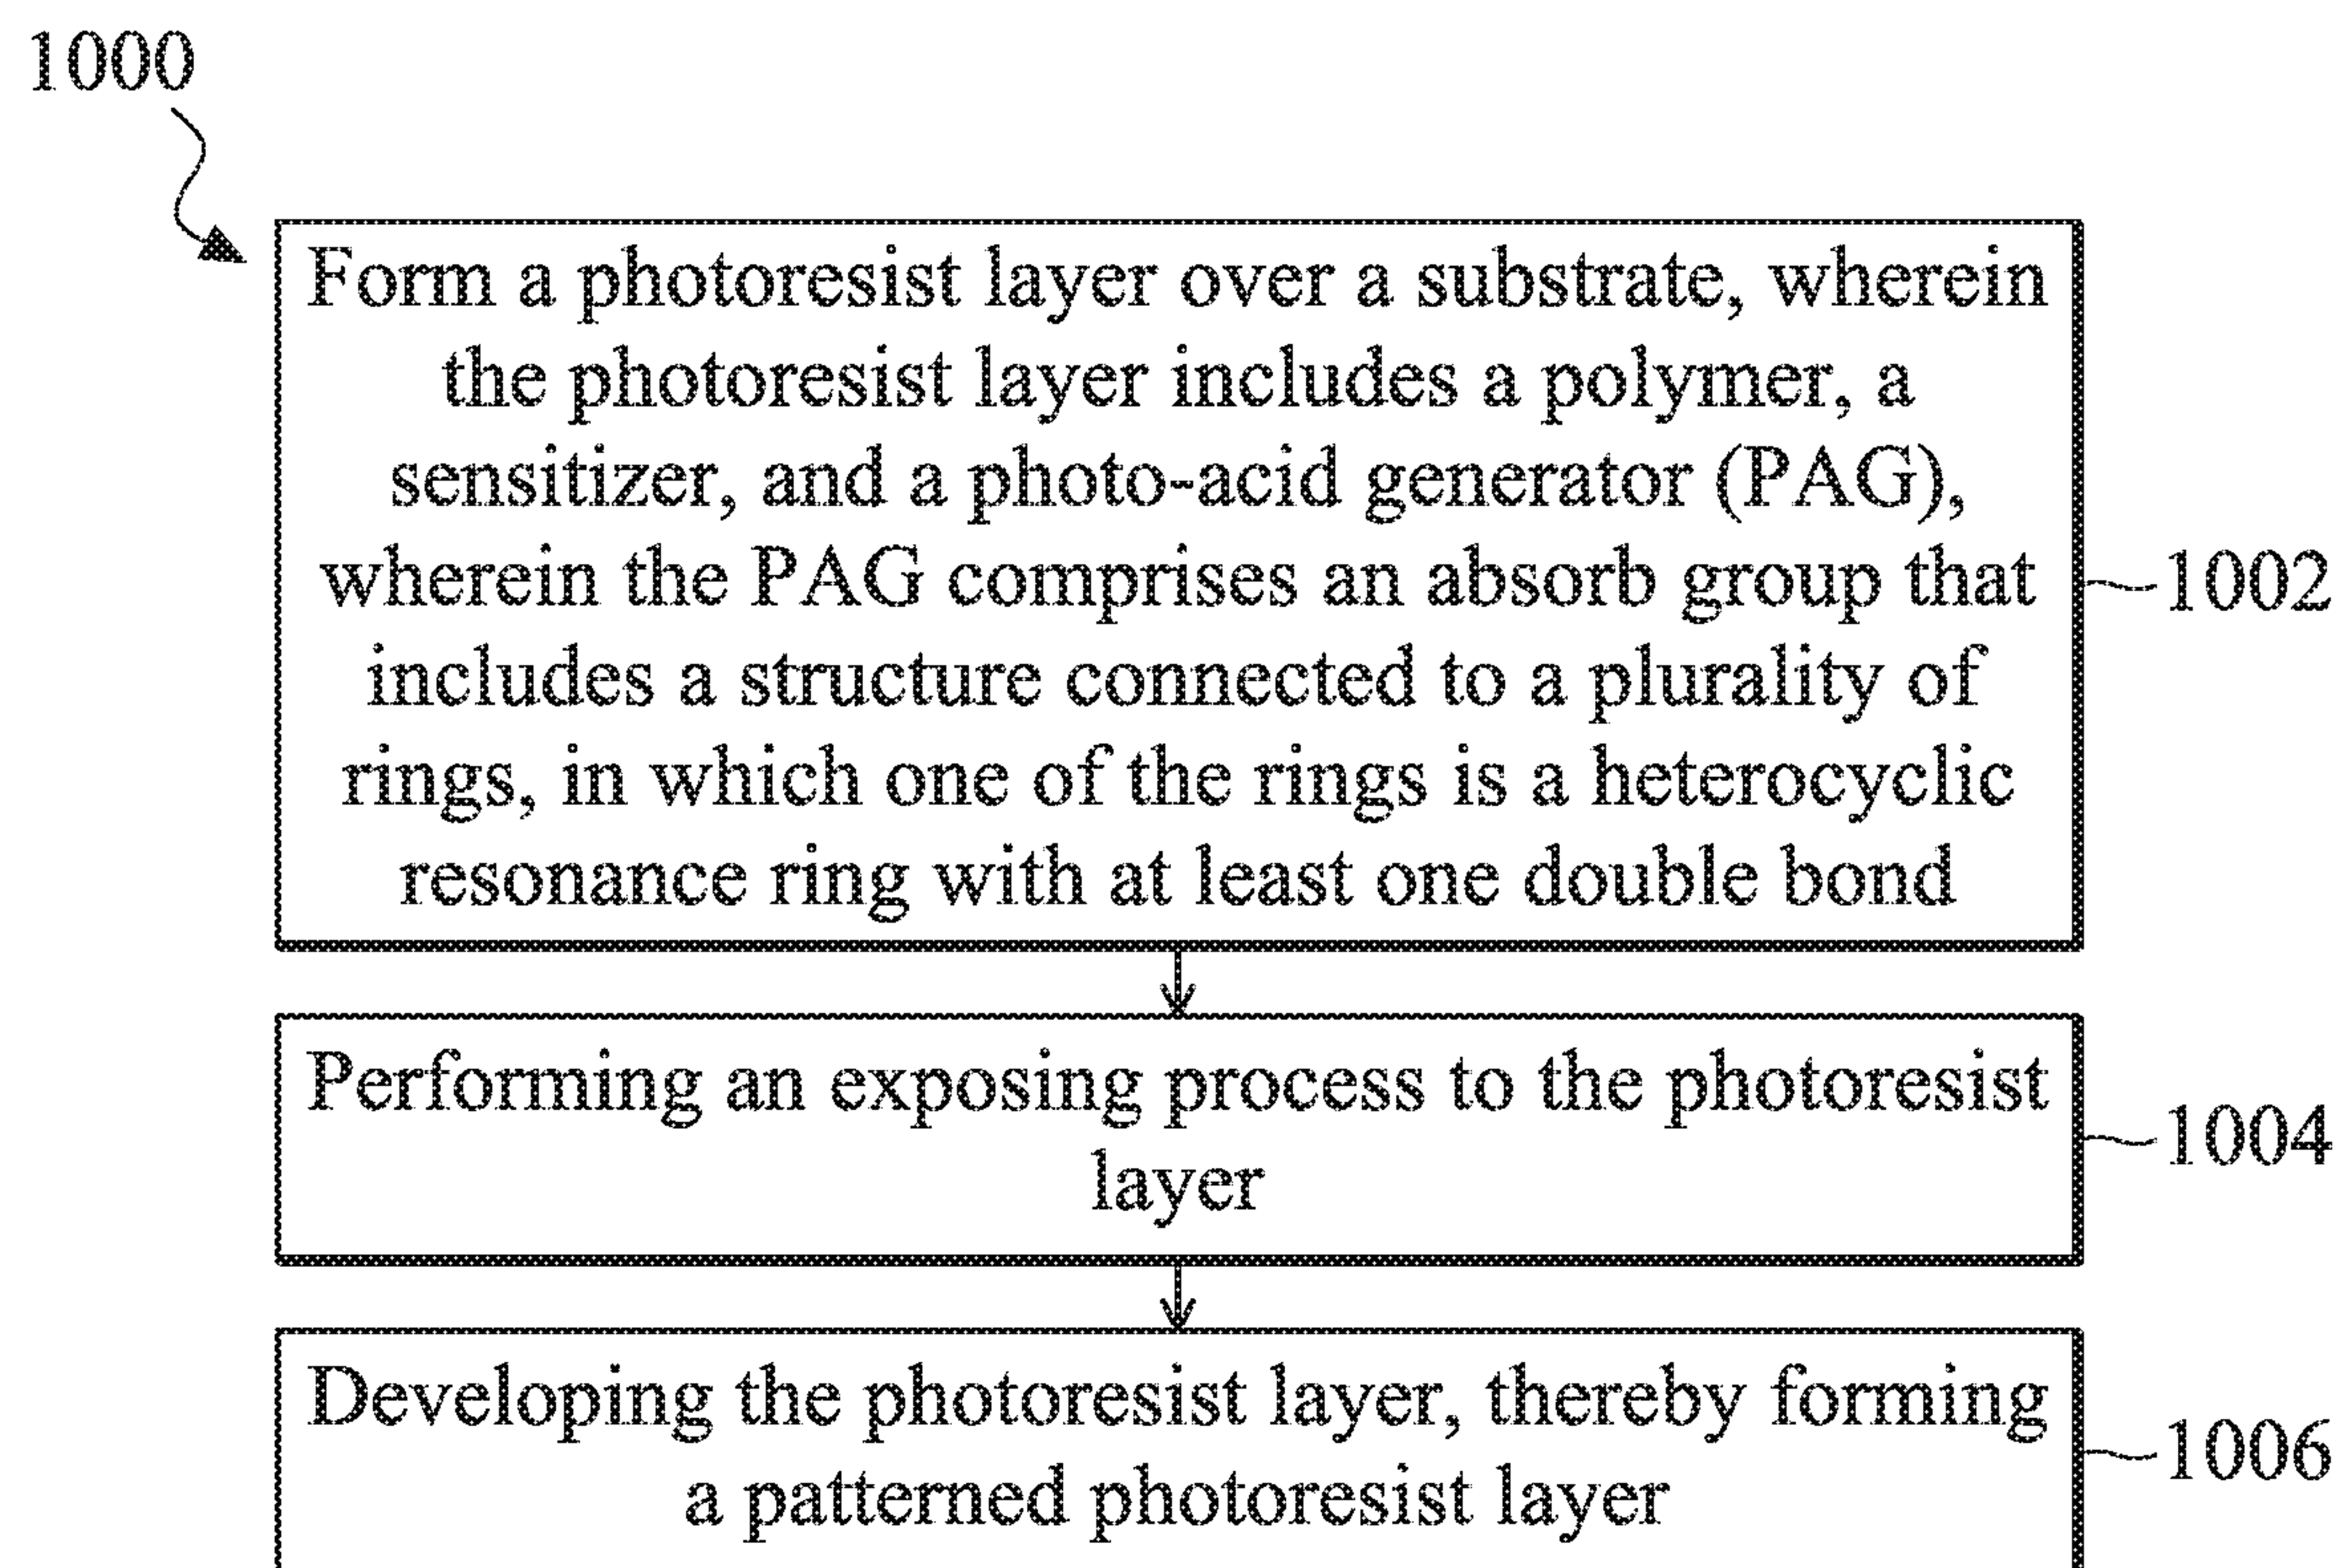 1000
Form a photoresist layer over a substrate, wherein
the photoresist layer includes a polymer, a
sensitizer, and a photo-acid generator (PAG),
wherein the PAG comprises an absorb group that
includes a structure connected to a plurality of
rings, in which one of the rings is a heterocyclic
resonance ring with at least one double bond
1002
Performing an exposing process to the photoresist
layer
1004
Developing the photoresist layer, thereby forming
a patterned photoresist layer
1006